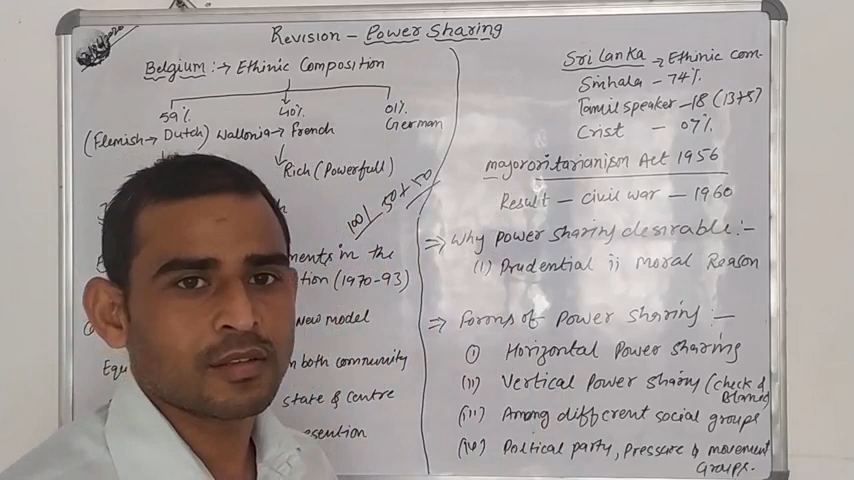 Revision - Power Sharing
Belgium :→ Ethinic Composition
59% 40% 01%
(Flemish → Dutch) Wallonia → French German
Rich (Powerfull)
100/ 50+50
ments in the
tion (1970-93)
New model
Equ
n both community
state & centre
esention
Sri Lanka → Ethinic com-
Sinhala - 74%
Tamil speaker - 18 (13+5)
Crist - 07%
majororitarianism Act 1956
Result - civil war - 1960
⇒ Why power sharing desirable :-
(i) Prudential ii Moral Reason
⇒ Forms of Power Sharing :-
(i) Horizontal Power sharing
(ii) Vertical Power Sharing (check & Balance
(iii) Among different social groups
(iv) Political party, Pressure & movement
Groups.